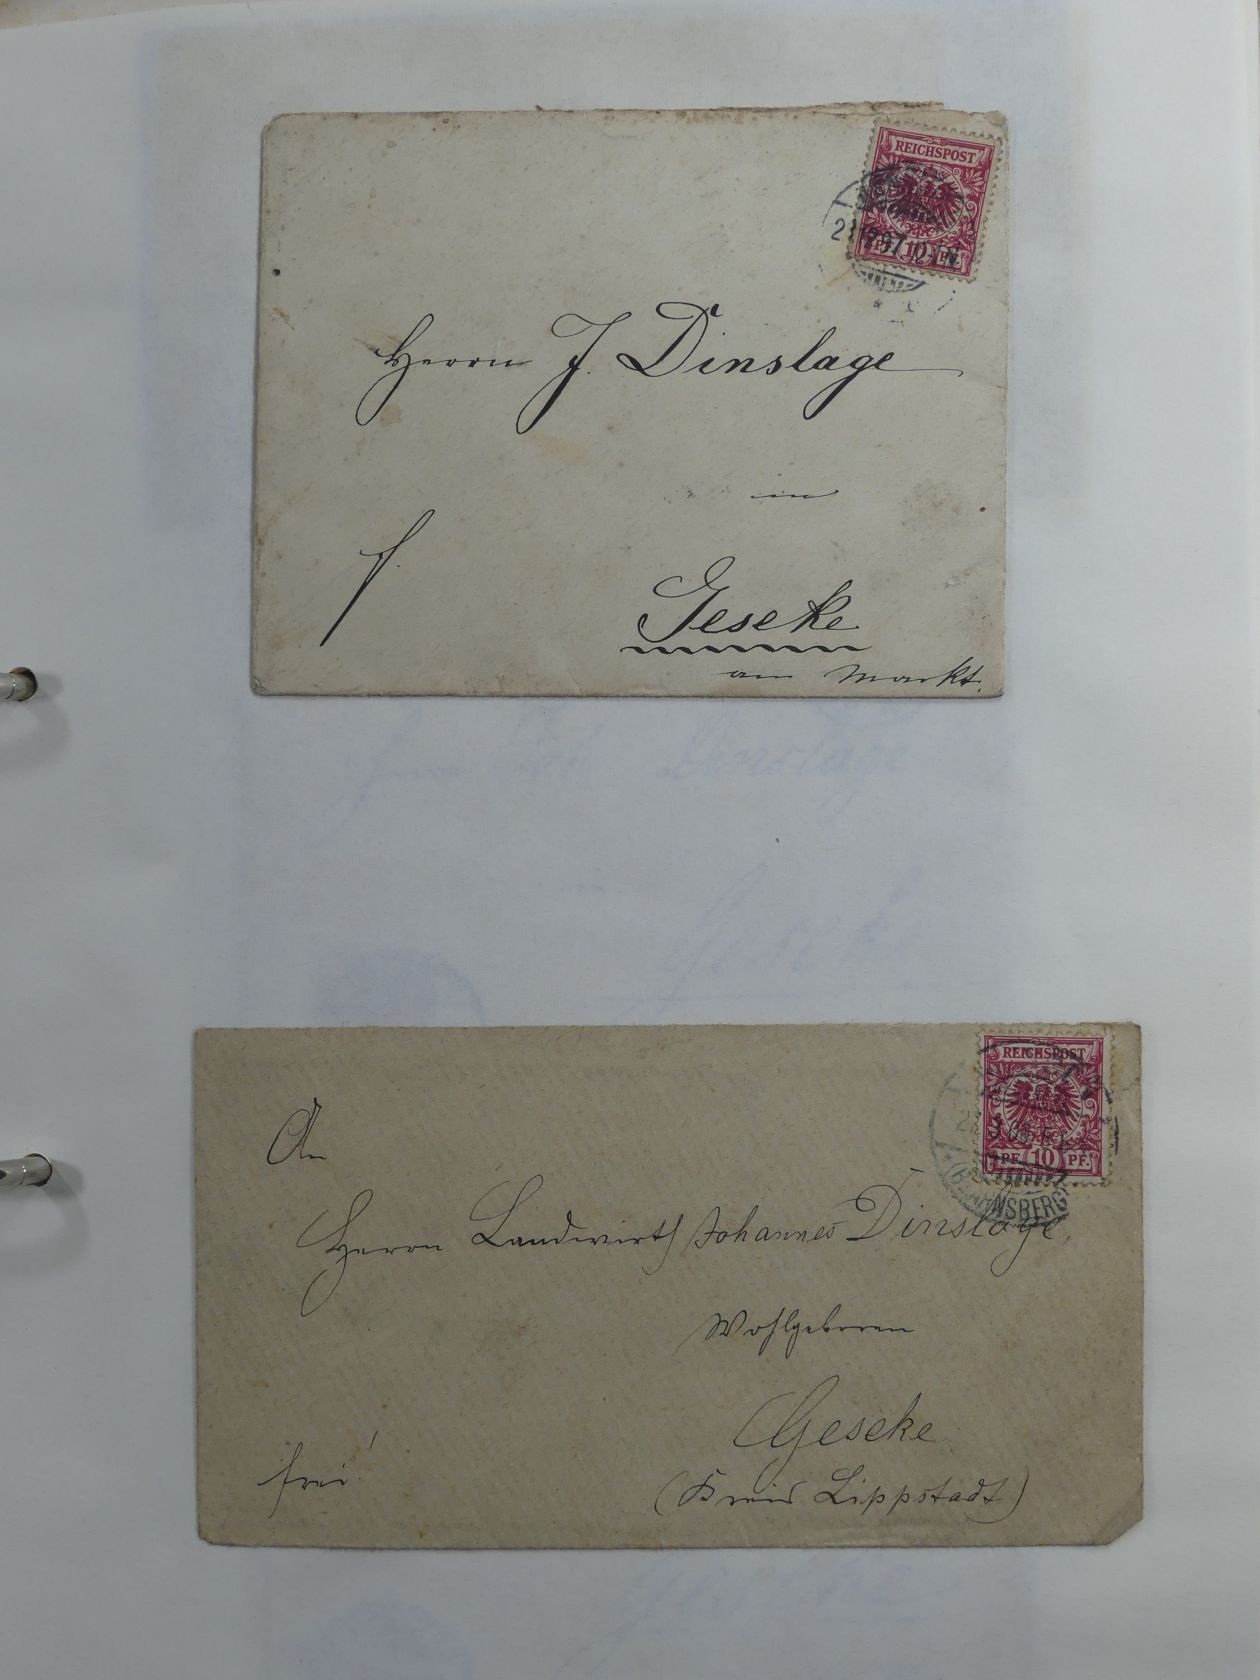 REICHSPOST
10
Herrn J. Dinslage
in
f.
Geseke
am Markt.
REICHSPOST
PF. 10 PF.
ARNSBERG
An
Herrn Landwirth Johannes Dinslage,
Wohlgeboren
Geseke
frei!
(Kreis Lippstadt)